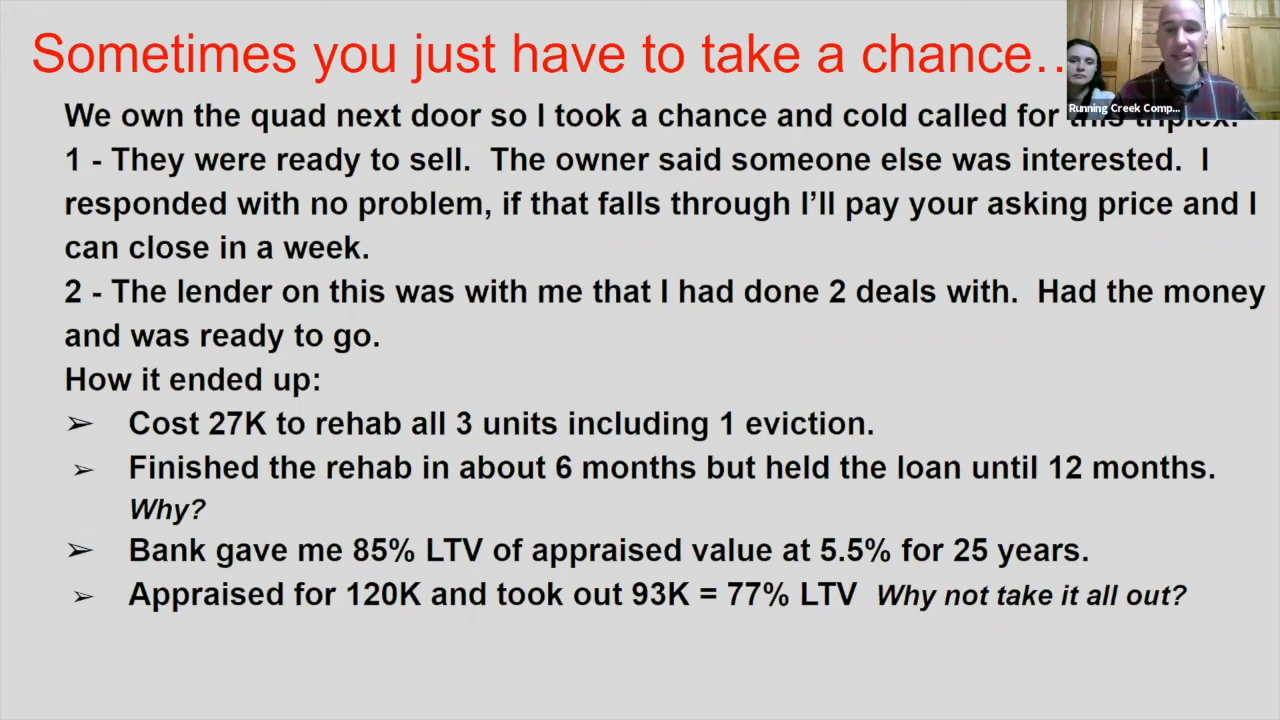 Sometimes you just have to take a chance..
Running Creek Comp...
We own the quad next door so I took a chance and cold called for this triplex.
1 - They were ready to sell. The owner said someone else was interested. I
responded with no problem, if that falls through I'll pay your asking price and I
can close in a week.
2 - The lender on this was with me that I had done 2 deals with. Had the money
and was ready to go.
How it ended up:
➢ Cost 27K to rehab all 3 units including 1 eviction.
➢ Finished the rehab in about 6 months but held the loan until 12 months.
Why?
➢ Bank gave me 85% LTV of appraised value at 5.5% for 25 years.
➢ Appraised for 120K and took out 93K = 77% LTV Why not take it all out?